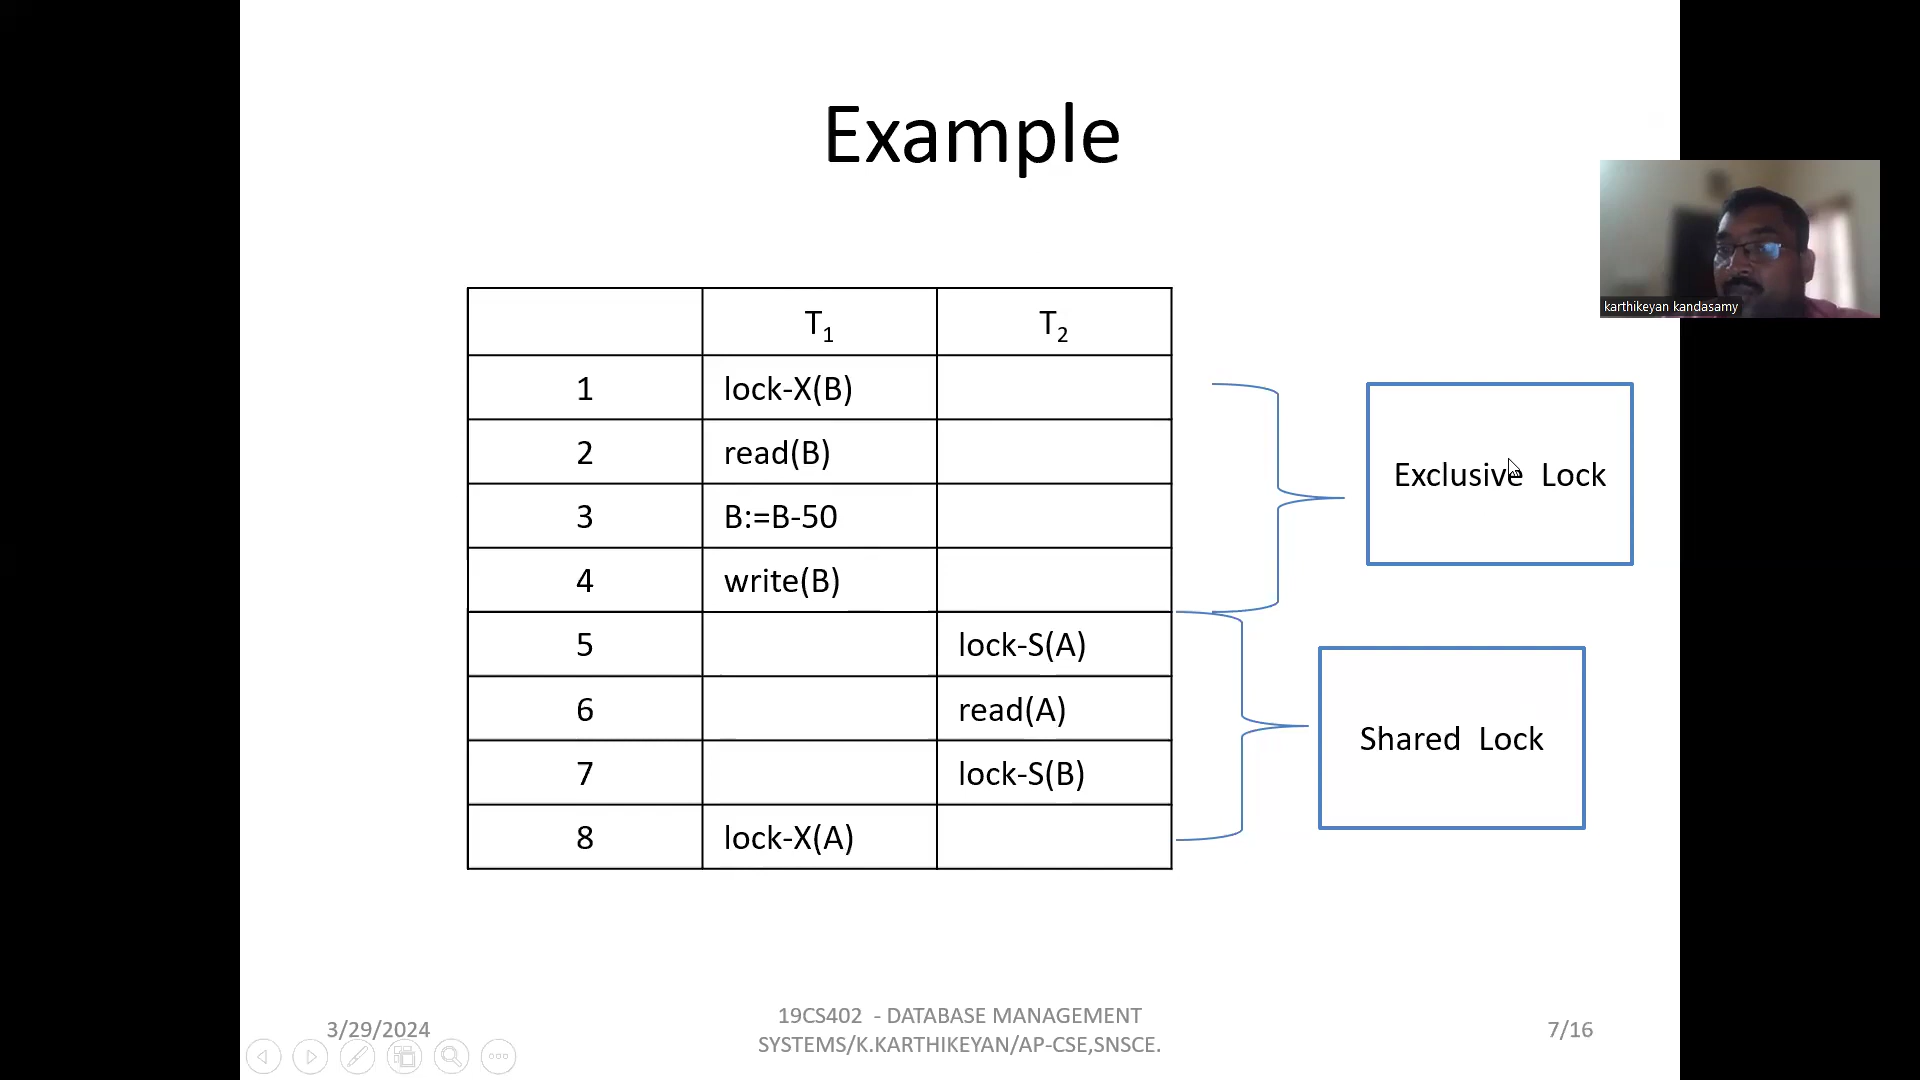 Example
karthikeyan kandasamy
T1 T2
1 lock-X(B)
2 read(B)
3 B:=B-50
4 write(B)
5 lock-S(A)
6 read(A)
7 lock-S(B)
8 lock-X(A)
Exclusive Lock
Shared Lock
3/29/2024
19CS402 - DATABASE MANAGEMENT
SYSTEMS/K.KARTHIKEYAN/AP-CSE,SNSCE.
7/16